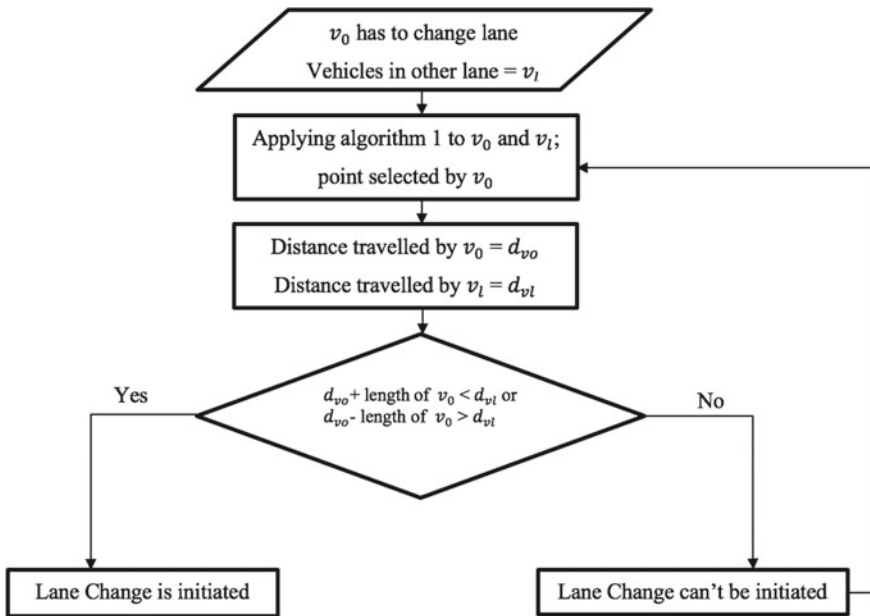 v₀ has to change lane
Vehicles in other lane = vₗ
Applying algorithm 1 to v₀ and vₗ;
point selected by v₀
Distance travelled by v₀ = dᵥₒ
Distance travelled by vₗ = dᵥₗ
Yes
dᵥₒ+ length of v₀ < dᵥₗ or
dᵥₒ- length of v₀ > dᵥₗ
No
Lane Change is initiated
Lane Change can't be initiated